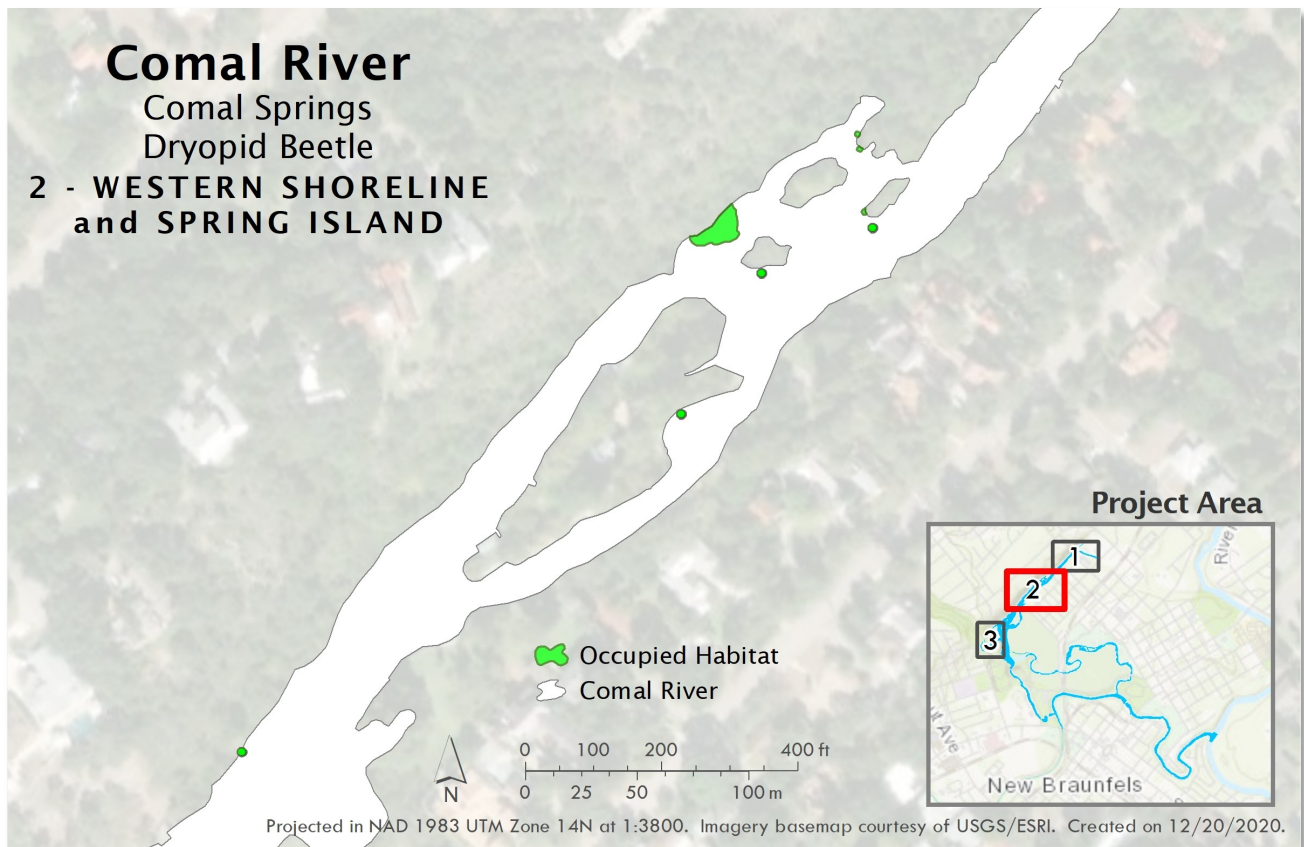 Comal River
Comal Springs
Dryopid Beetle
2 - WESTERN SHORELINE
and SPRING ISLAND
Project Area
River
1
2
3
New Braunfels
Occupied Habitat
Comal River
0 100 200 400 ft
0 25 50 100 m
N
Projected in NAD 1983 UTM Zone 14N at 1:3800. Imagery basemap courtesy of USGS/ESRI. Created on 12/20/2020.